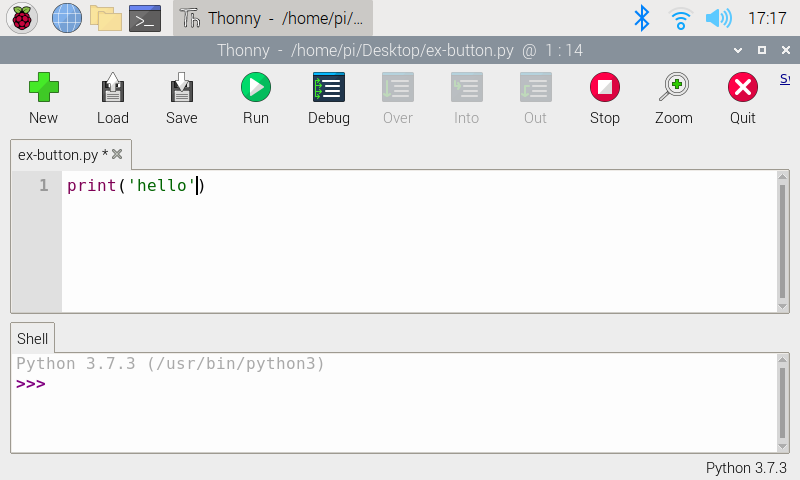 Thonny - /home/pi/...
17:17
Thonny - /home/pi/Desktop/ex-button.py @ 1 : 14
New Load Save Run Debug Over Into Out Stop Zoom Quit
ex-button.py *
1 print('hello')
Shell
Python 3.7.3 (/usr/bin/python3)
>>>
Python 3.7.3